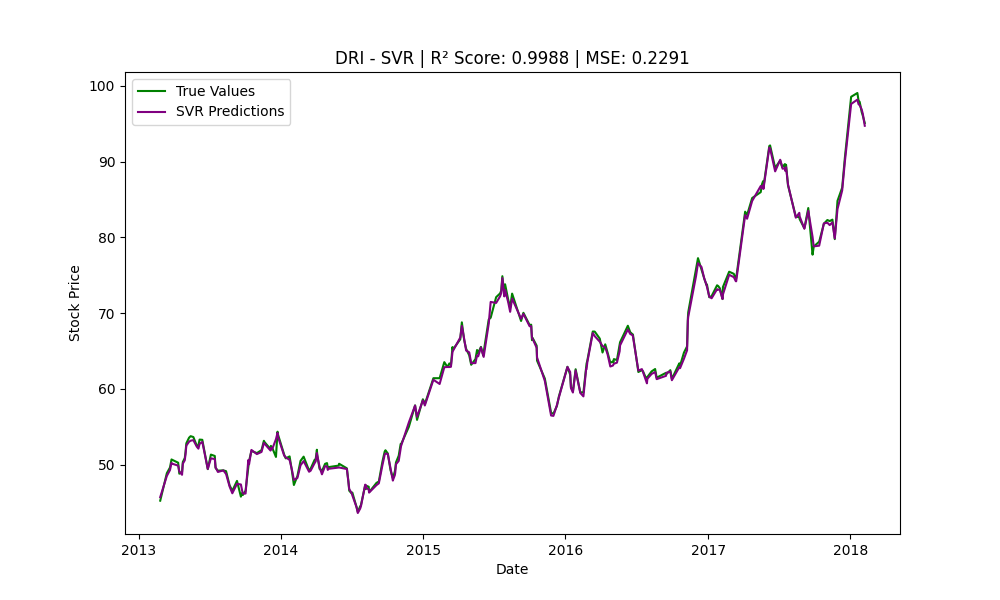 DRI - SVR | R² Score: 0.9988 | MSE: 0.2291
True Values
SVR Predictions
Stock Price
100
90
80
70
60
50
2013
2014
2015
2016
2017
2018
Date